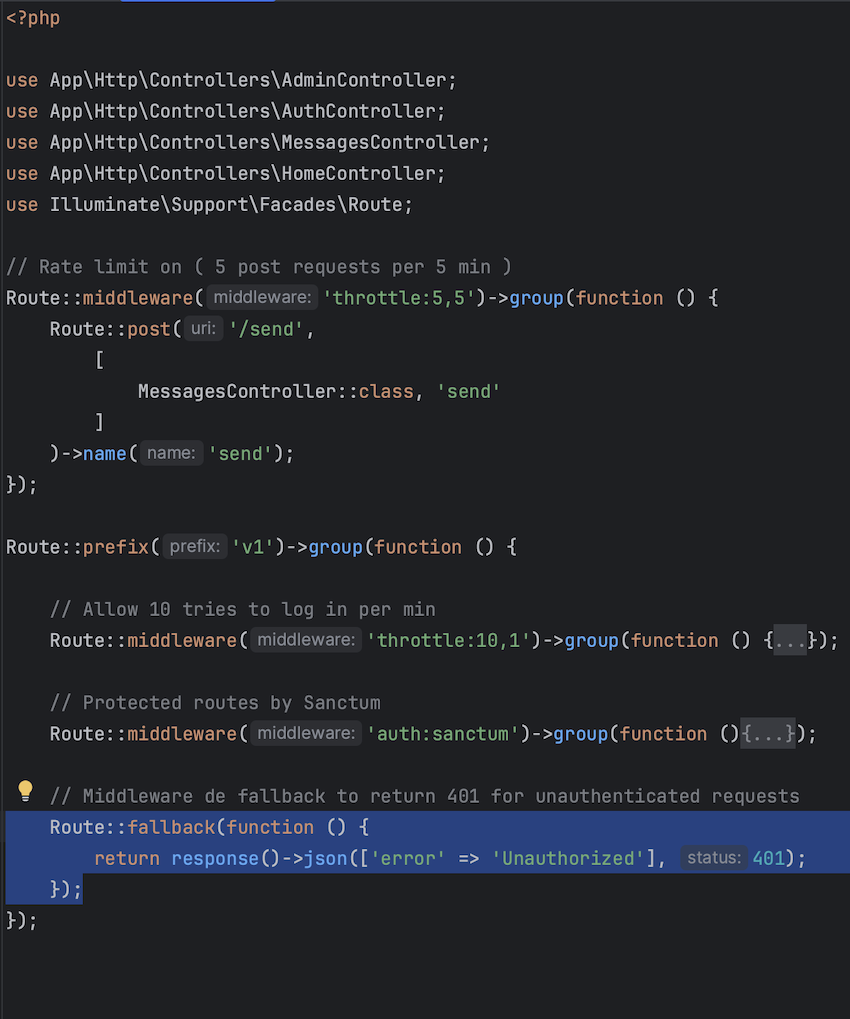 <?php
use App\Http\Controllers\AdminController;
use App\Http\Controllers\AuthController;
use App\Http\Controllers\MessagesController;
use App\Http\Controllers\HomeController;
use Illuminate\Support\Facades\Route;
// Rate limit on ( 5 post requests per 5 min )
Route::middleware( middleware: 'throttle:5,5')->group(function () {
Route::post( uri: '/send',
[
MessagesController::class, 'send'
]
)->name( name: 'send');
});
Route::prefix( prefix: 'v1')->group(function () {
// Allow 10 tries to log in per min
Route::middleware( middleware: 'throttle:10,1')->group(function () {...});
// Protected routes by Sanctum
Route::middleware( middleware: 'auth:sanctum')->group(function (){...});
// Middleware de fallback to return 401 for unauthenticated requests
Route::fallback(function () {
return response()->json(['error' => 'Unauthorized'], status: 401);
});
});